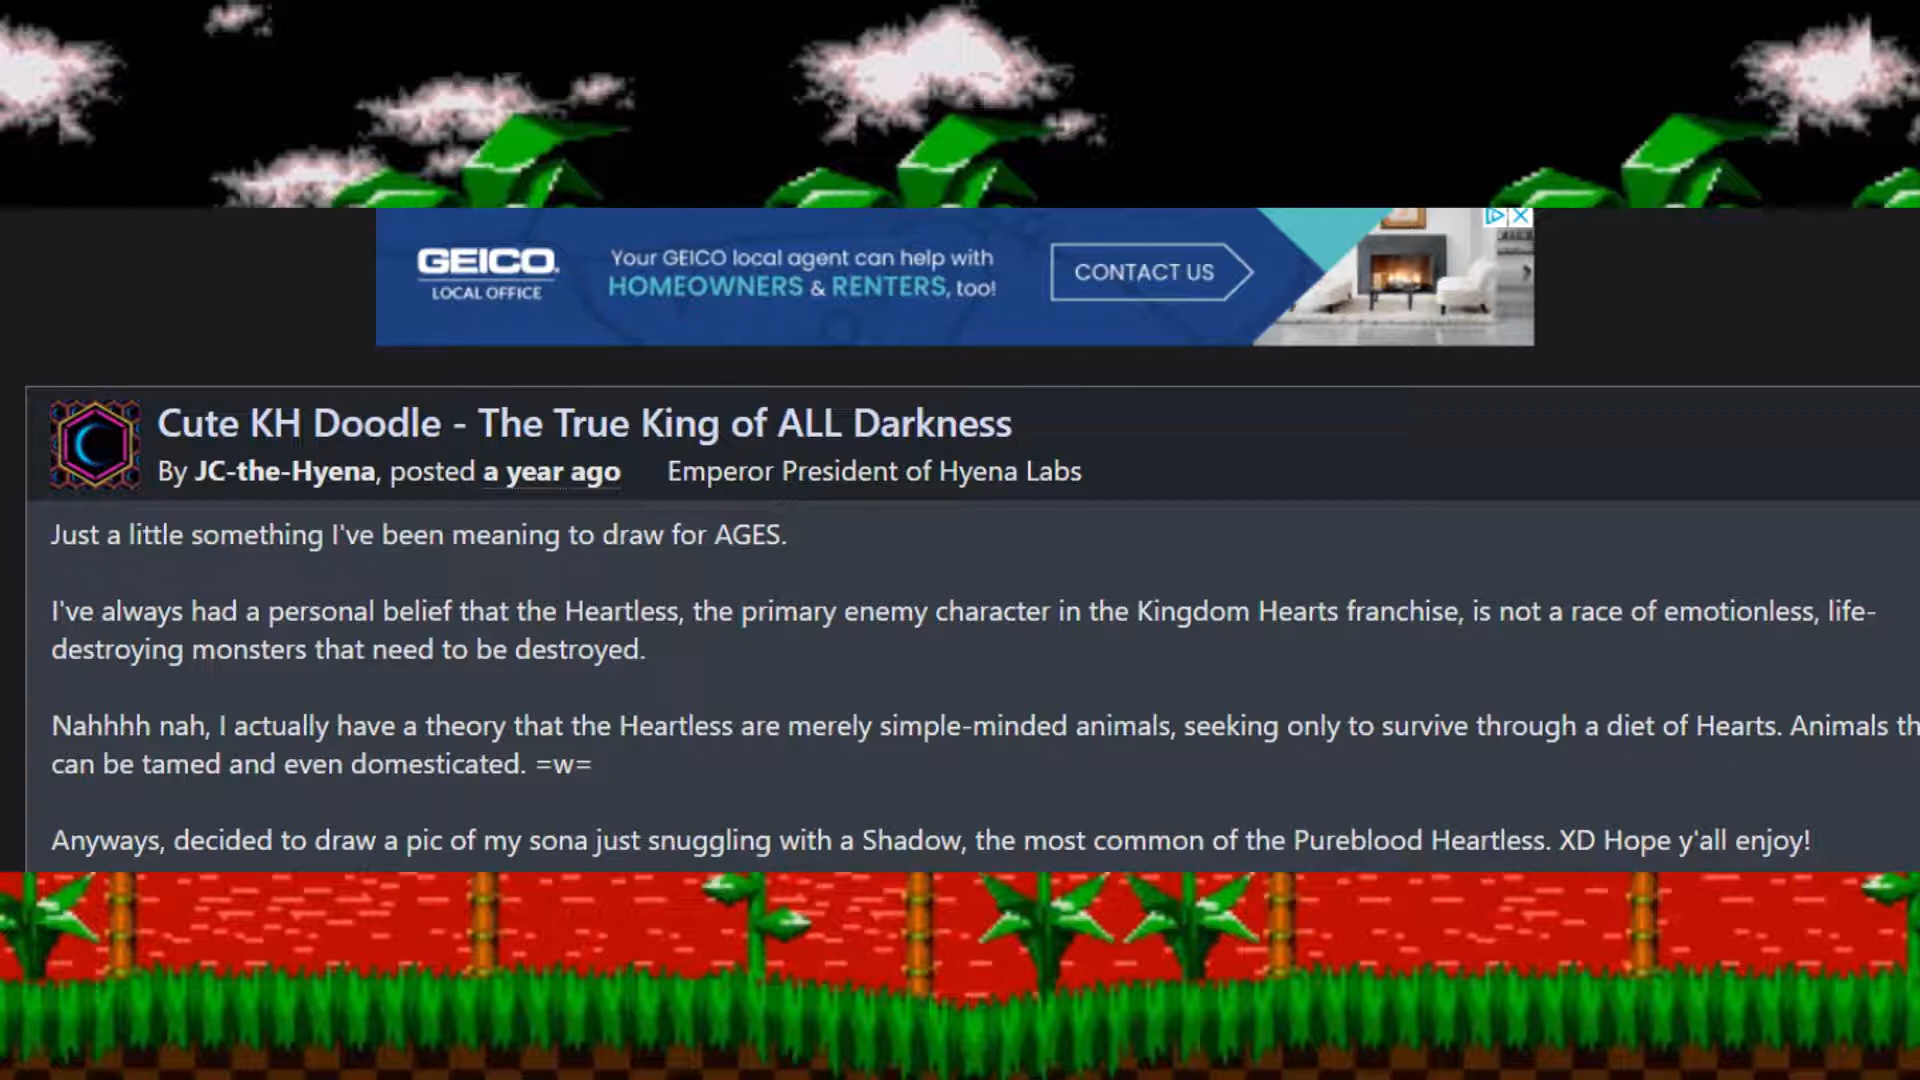 GEICO.
LOCAL OFFICE
Your GEICO local agent can help with
HOMEOWNERS & RENTERS, too!
CONTACT US
Cute KH Doodle - The True King of ALL Darkness
By JC-the-Hyena, posted a year ago Emperor President of Hyena Labs
Just a little something I've been meaning to draw for AGES.
I've always had a personal belief that the Heartless, the primary enemy character in the Kingdom Hearts franchise, is not a race of emotionless, life-
destroying monsters that need to be destroyed.
Nahhhh nah, I actually have a theory that the Heartless are merely simple-minded animals, seeking only to survive through a diet of Hearts. Animals th
can be tamed and even domesticated. =w=
Anyways, decided to draw a pic of my sona just snuggling with a Shadow, the most common of the Pureblood Heartless. XD Hope y'all enjoy!